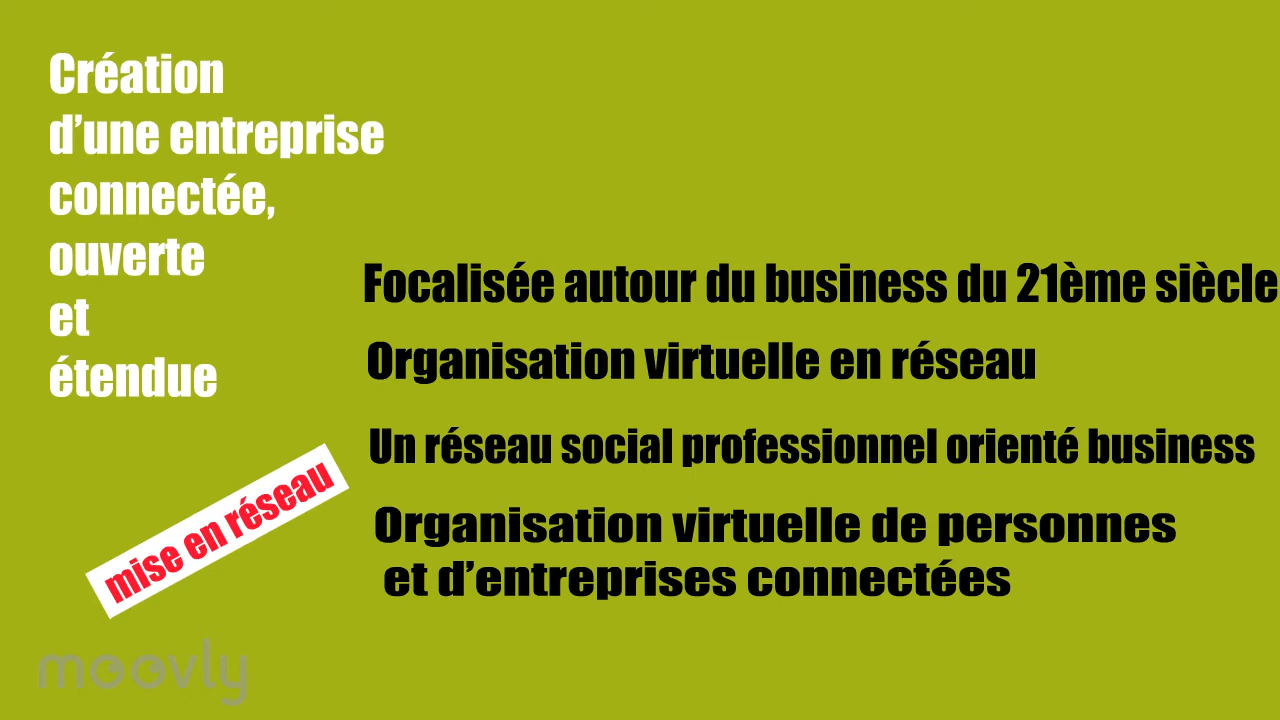 Création
d’une entreprise
connectée,
ouverte
et
étendue
Focalisée autour du business du 21ème siècle
Organisation virtuelle en réseau
Un réseau social professionnel orienté business
Organisation virtuelle de personnes
et d’entreprises connectées
mise en réseau
moovly